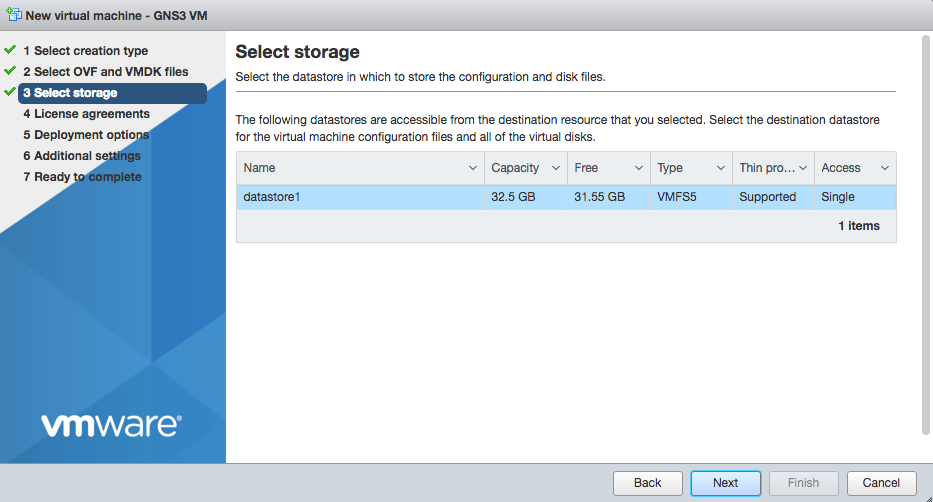 New virtual machine - GNS3 VM
1 Select creation type
2 Select OVF and VMDK files
3 Select storage
4 License agreements
5 Deployment options
6 Additional settings
7 Ready to complete
vmware®
Select storage
Select the datastore in which to store the configuration and disk files.
The following datastores are accessible from the destination resource that you selected. Select the destination datastore
for the virtual machine configuration files and all of the virtual disks.
Name Capacity Free Type Thin pro... Access
datastore1 32.5 GB 31.55 GB VMFS5 Supported Single
1 items
Back Next Finish Cancel